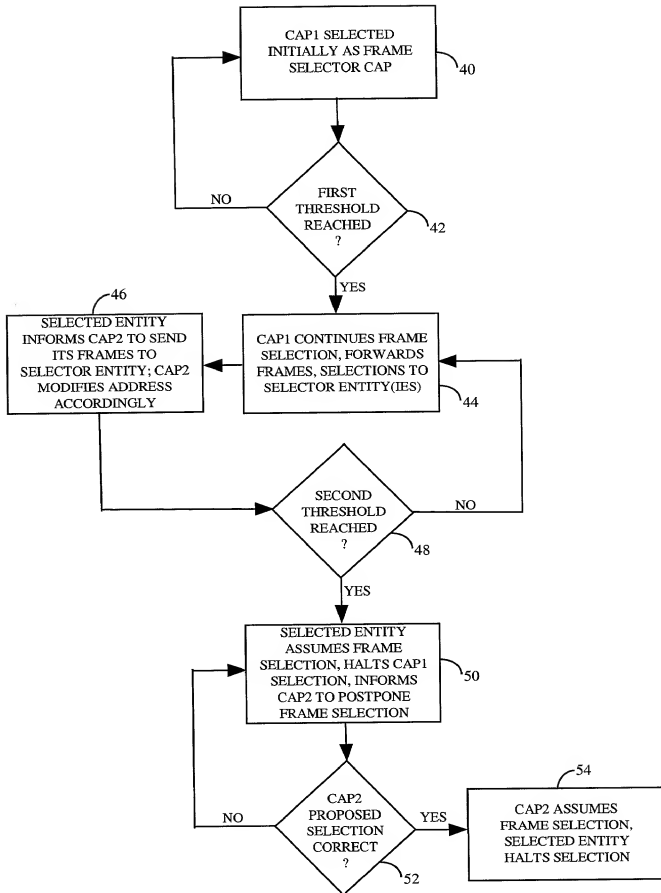 CAP1 SELECTED
INITIALLY AS FRAME
SELECTOR CAP
40
FIRST
THRESHOLD
REACHED
?
42
NO
YES
46
SELECTED ENTITY
INFORMS CAP2 TO SEND
ITS FRAMES TO
SELECTOR ENTITY; CAP2
MODIFIES ADDRESS
ACCORDINGLY
CAP1 CONTINUES FRAME
SELECTION, FORWARDS
FRAMES, SELECTIONS TO
SELECTOR ENTITY(IES)
44
SECOND
THRESHOLD
REACHED
?
48
NO
YES
SELECTED ENTITY
ASSUMES FRAME
SELECTION, HALTS CAP1
SELECTION, INFORMS
CAP2 TO POSTPONE
FRAME SELECTION
50
CAP2
PROPOSED
SELECTION
CORRECT
?
52
NO
YES
54
CAP2 ASSUMES
FRAME SELECTION,
SELECTED ENTITY
HALTS SELECTION